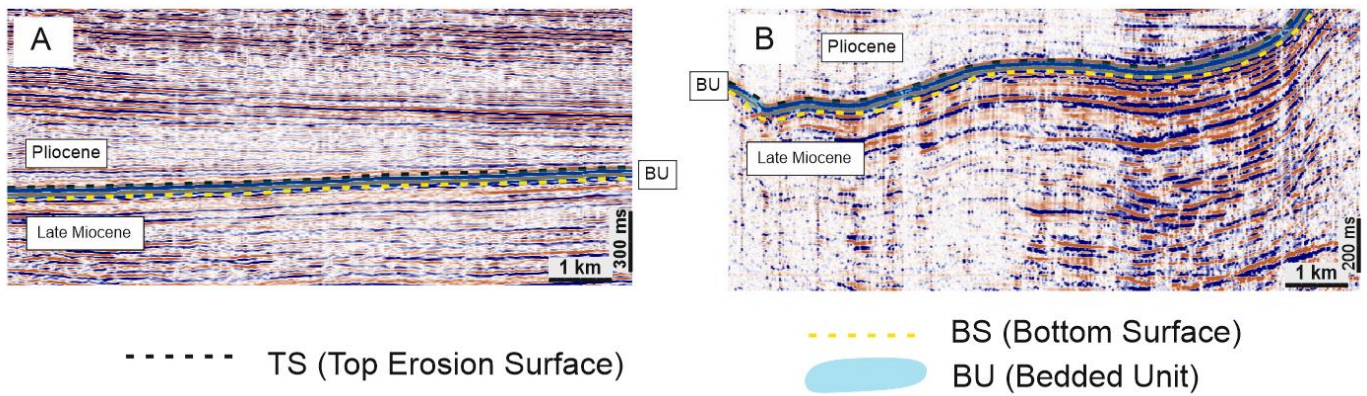 A
Pliocene
BU
Late Miocene
300 ms
1 km
B
Pliocene
BU
Late Miocene
200 ms
1 km
TS (Top Erosion Surface)
BS (Bottom Surface)
BU (Bedded Unit)